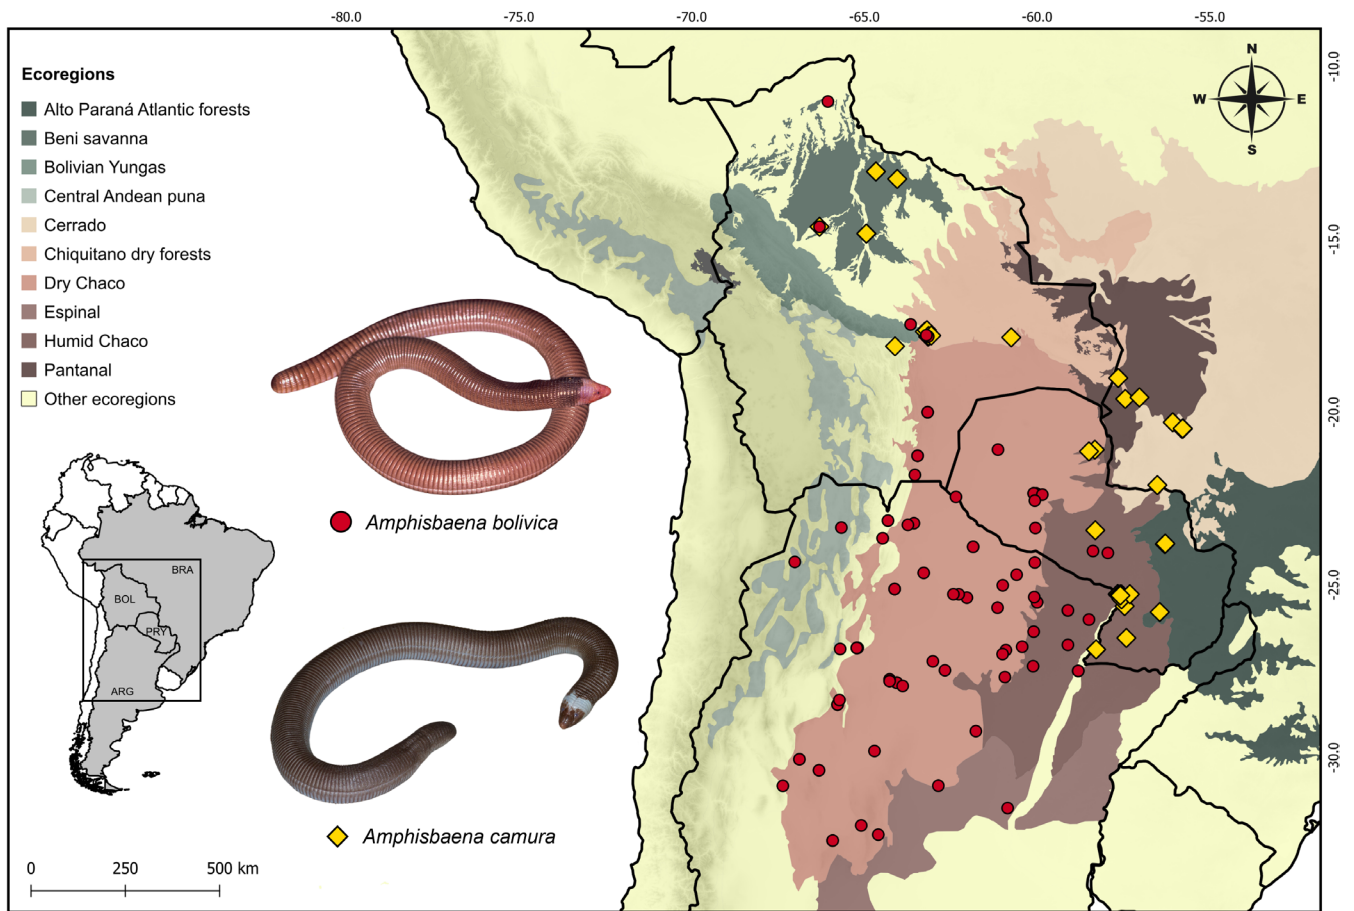 -80.0 -75.0 -70.0 -65.0 -60.0 -55.0
Ecoregions
Alto Paraná Atlantic forests
Beni savanna
Bolivian Yungas
Central Andean puna
Cerrado
Chiquitano dry forests
Dry Chaco
Espinal
Humid Chaco
Pantanal
Other ecoregions
N
W E
S
-10.0
-15.0
-20.0
-25.0
-30.0
Amphisbaena bolivica
BRA
BOL
PRY
ARG
Amphisbaena camura
0 250 500 km